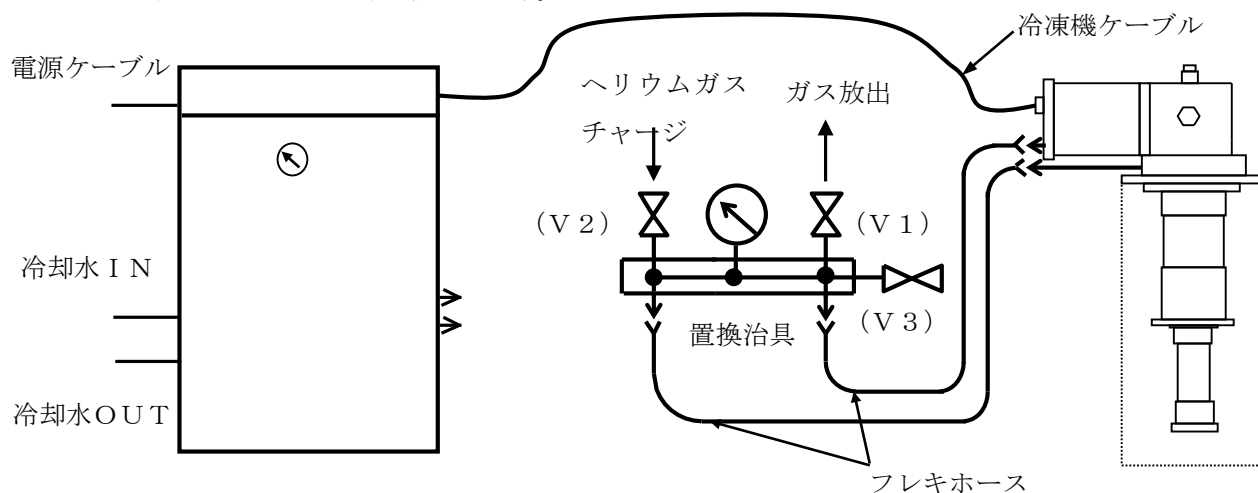 冷凍機ケーブル
電源ケーブル
ヘリウムガス
チャージ
ガス放出
(V2)
(V1)
冷却水IN
(V3)
置換治具
冷却水OUT
フレキホース